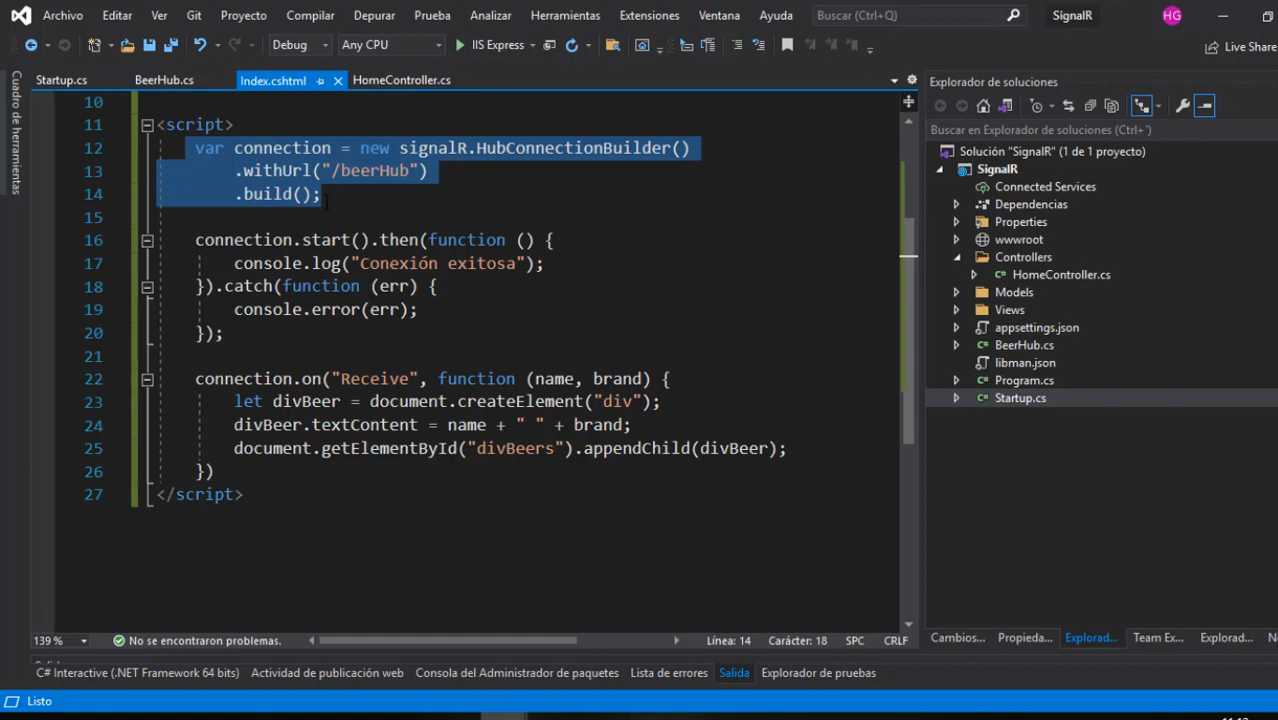 Archivo Editar Ver Git Proyecto Compilar Depurar Prueba Analizar Herramientas Extensiones Ventana Ayuda Buscar (Ctrl+Q) SignalR HG
Debug Any CPU IIS Express Live Share
Cuadro de herramientas
Startup.cs BeerHub.cs Index.cshtml HomeController.cs
10
11 <script>
12 var connection = new signalR.HubConnectionBuilder()
13 .withUrl("/beerHub")
14 .build();
15
16 connection.start().then(function () {
17 console.log("Conexión exitosa");
18 }).catch(function (err) {
19 console.error(err);
20 });
21
22 connection.on("Receive", function (name, brand) {
23 let divBeer = document.createElement("div");
24 divBeer.textContent = name + " " + brand;
25 document.getElementById("divBeers").appendChild(divBeer);
26 })
27 </script>
139 % No se encontraron problemas. Línea: 14 Carácter: 18 SPC CRLF
Explorador de soluciones
Buscar en Explorador de soluciones (Ctrl+´)
Solución "SignalR" (1 de 1 proyecto)
SignalR
Connected Services
Dependencias
Properties
wwwroot
Controllers
HomeController.cs
Models
Views
appsettings.json
BeerHub.cs
libman.json
Program.cs
Startup.cs
Cambios... Propieda... Explorad... Team Ex... Explorad...
C# Interactive (.NET Framework 64 bits) Actividad de publicación web Consola del Administrador de paquetes Lista de errores Salida Explorador de pruebas
Listo